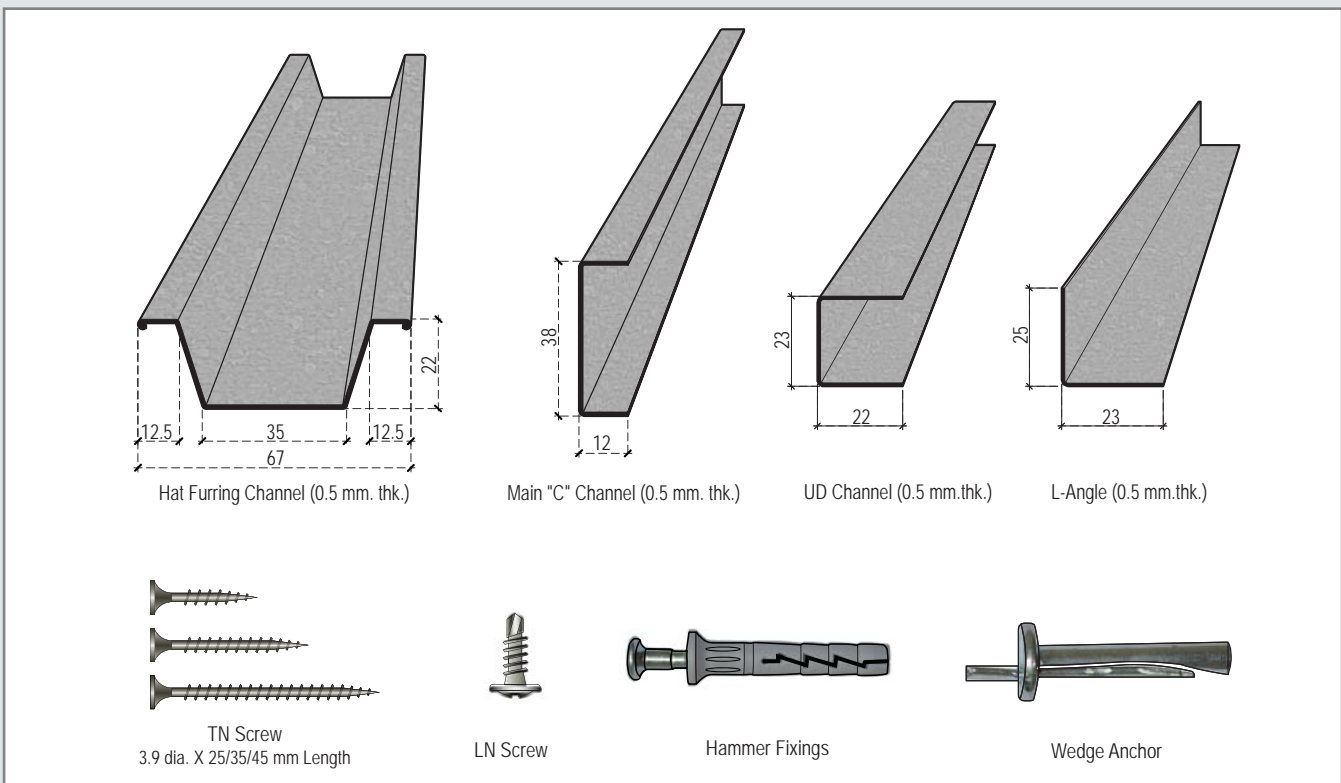 22
12.5
35
12.5
67
Hat Furring Channel (0.5 mm. thk.)
38
12
Main "C" Channel (0.5 mm. thk.)
23
22
UD Channel (0.5 mm.thk.)
25
23
L-Angle (0.5 mm.thk.)
TN Screw
3.9 dia. X 25/35/45 mm Length
LN Screw
Hammer Fixings
Wedge Anchor